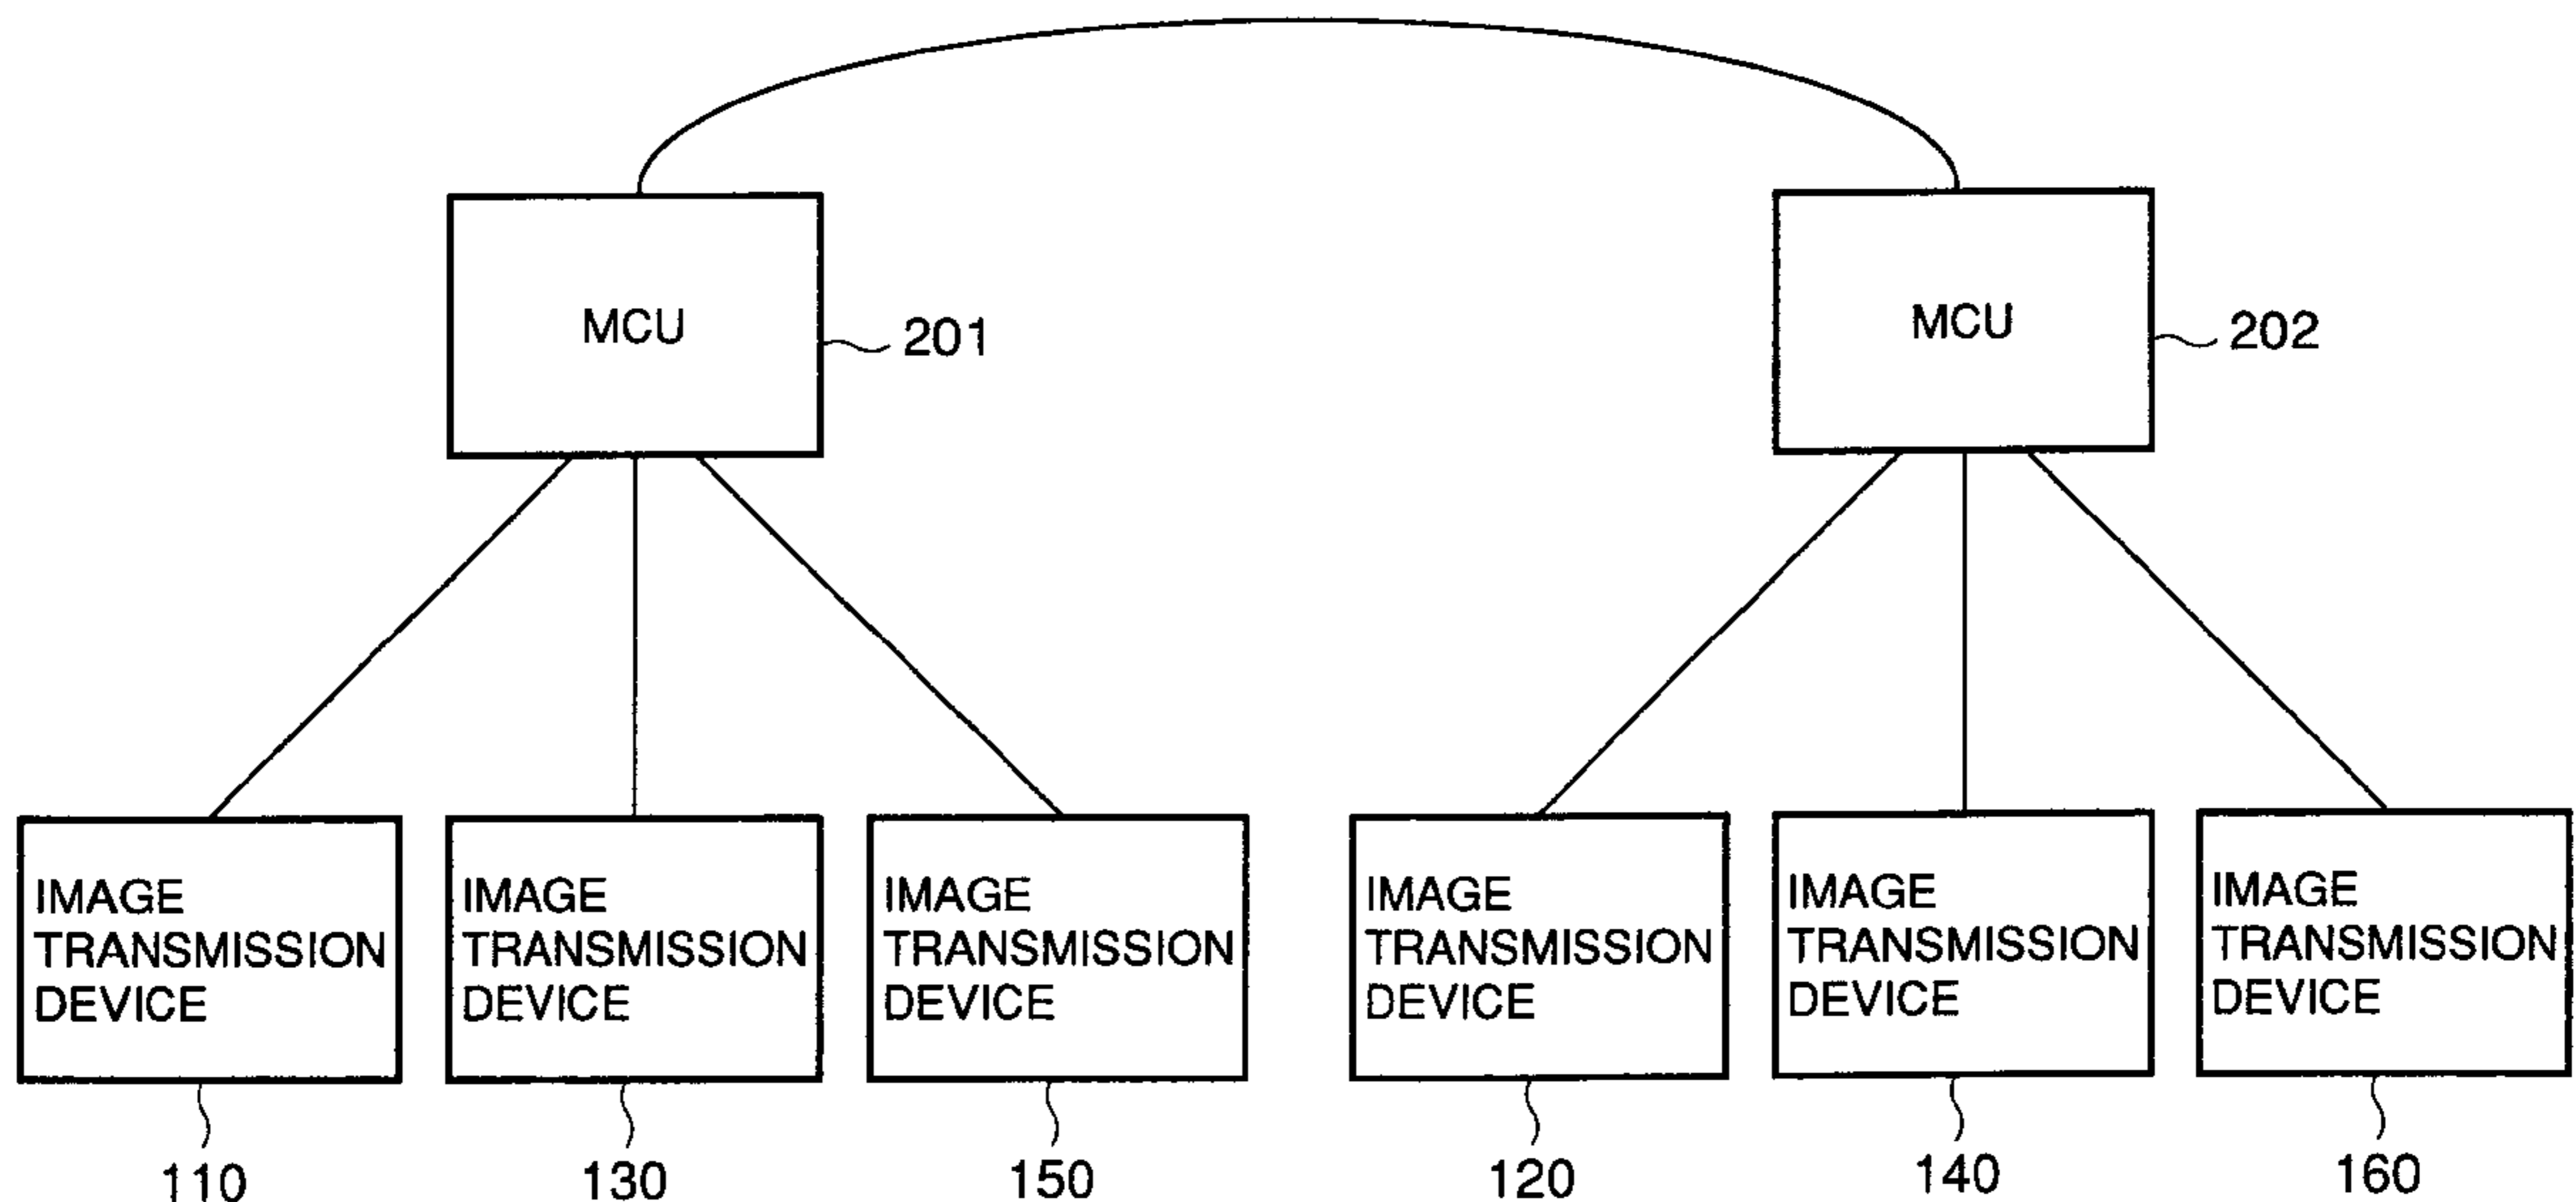 MCU
201
MCU
202
IMAGE
TRANSMISSION
DEVICE
110
IMAGE
TRANSMISSION
DEVICE
130
IMAGE
TRANSMISSION
DEVICE
150
IMAGE
TRANSMISSION
DEVICE
120
IMAGE
TRANSMISSION
DEVICE
140
IMAGE
TRANSMISSION
DEVICE
160